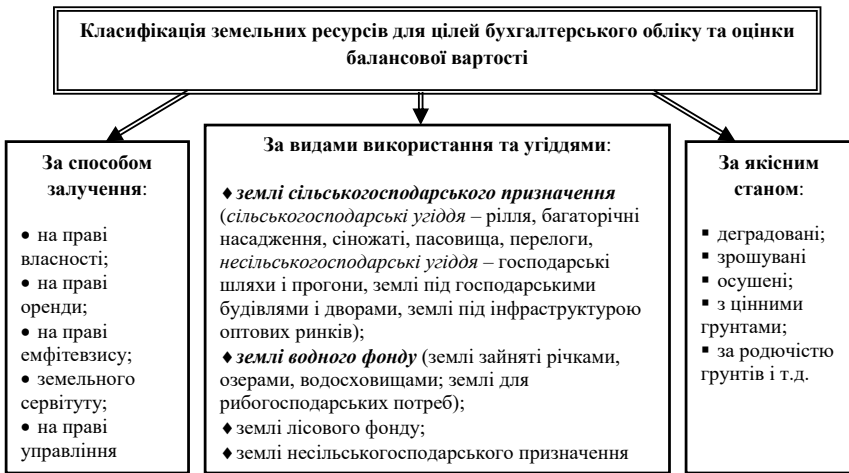 Класифікація земельних ресурсів для цілей бухгалтерського обліку та оцінки
балансової вартості
За способом
залучення:
• на праві
власності;
• на праві
оренди;
• на праві
емфітевзису;
• земельного
сервітуту;
• на праві
управління
За видами використання та угіддями:
♦ землі сільськогосподарського призначення
(сільськогосподарські угіддя – рілля, багаторічні
насадження, сіножаті, пасовища, перелоги,
несільськогосподарські угіддя – господарські
шляхи і прогони, землі під господарськими
будівлями і дворами, землі під інфраструктурою
оптових ринків);
♦ землі водного фонду (землі зайняті річками,
озерами, водосховищами; землі для
рибогосподарських потреб);
♦ землі лісового фонду;
♦ землі несільськогосподарського призначення
За якісним
станом:
▪ деградовані;
▪ зрошувані
▪ осушені;
▪ з цінними
грунтами;
▪ за родючістю
грунтів і т.д.